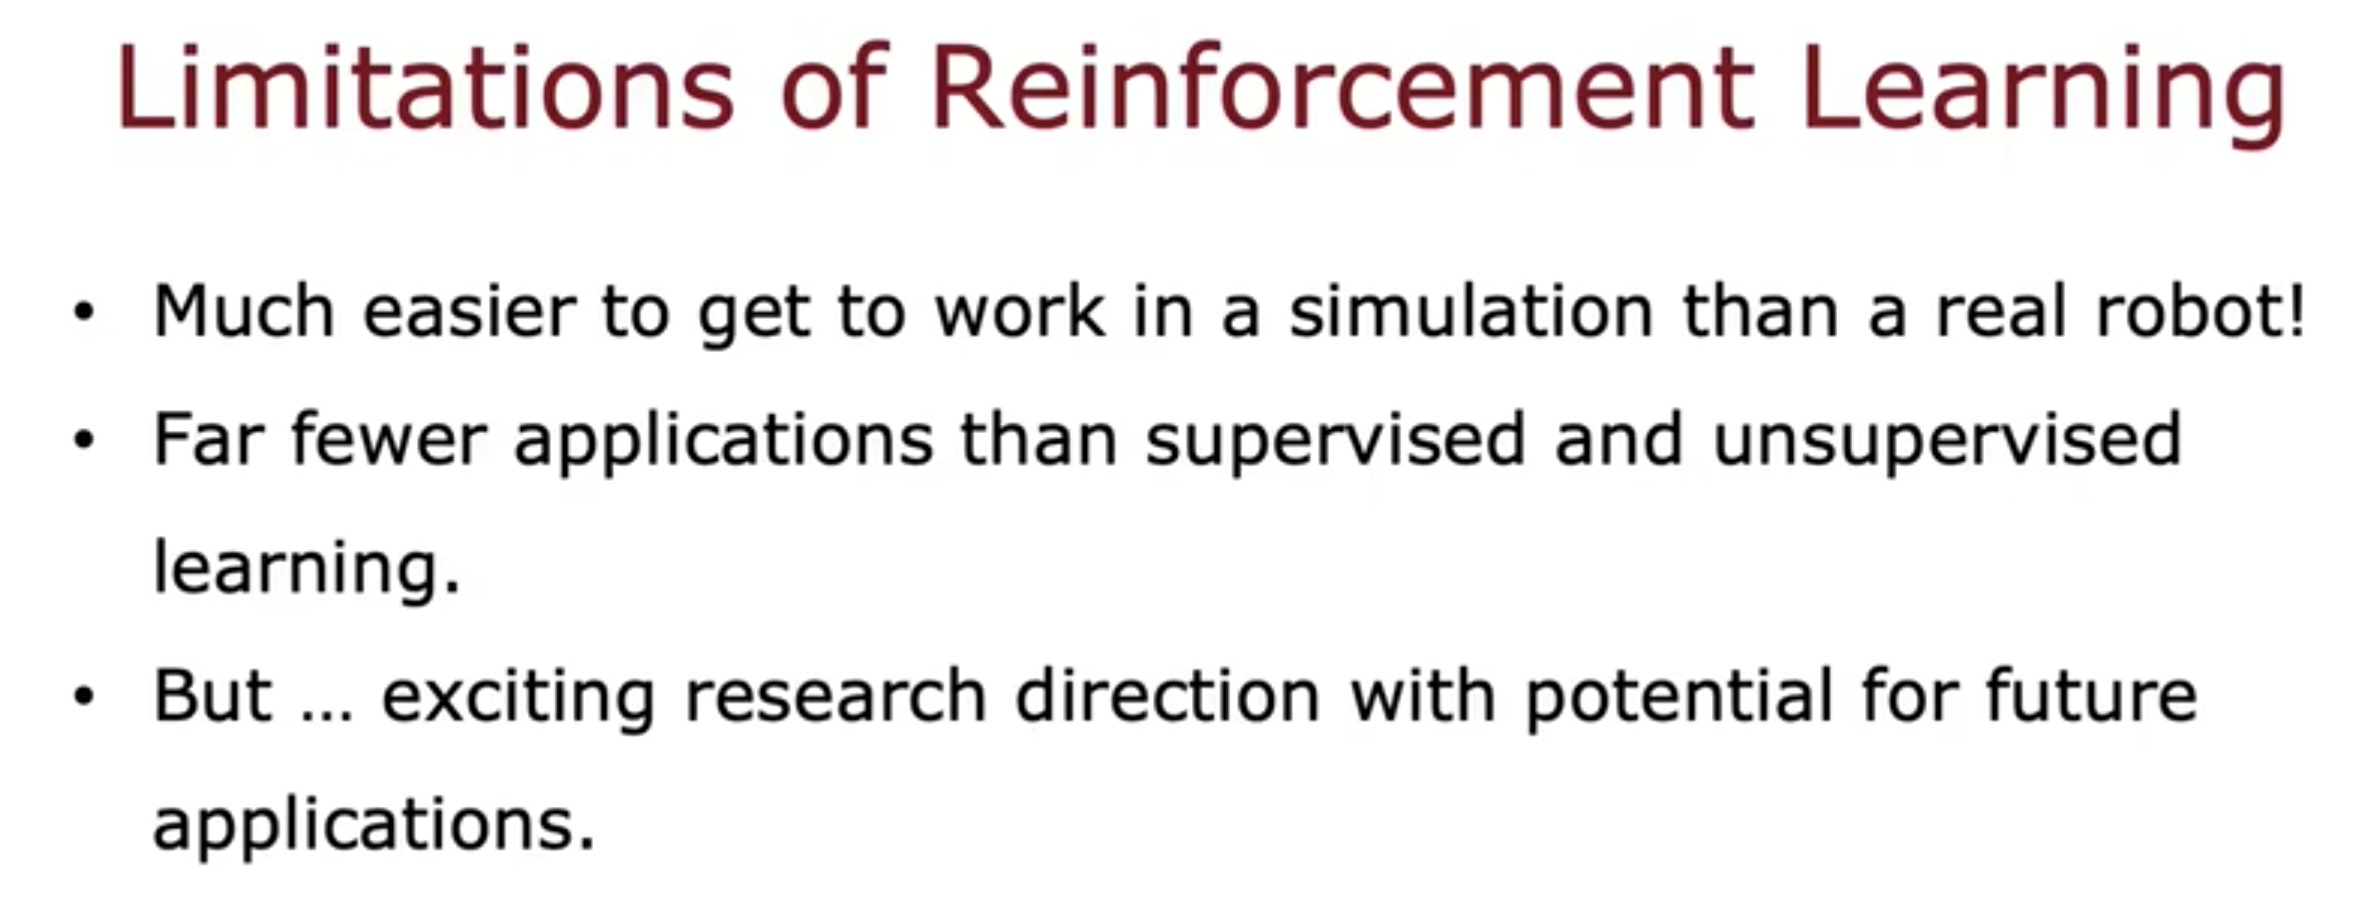 Limitations of Reinforcement Learning
• Much easier to get to work in a simulation than a real robot!
• Far fewer applications than supervised and unsupervised
learning.
• But ... exciting research direction with potential for future
applications.